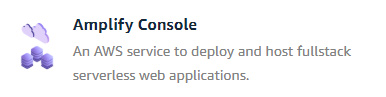 Amplify Console
An AWS service to deploy and host fullstack
serverless web applications.